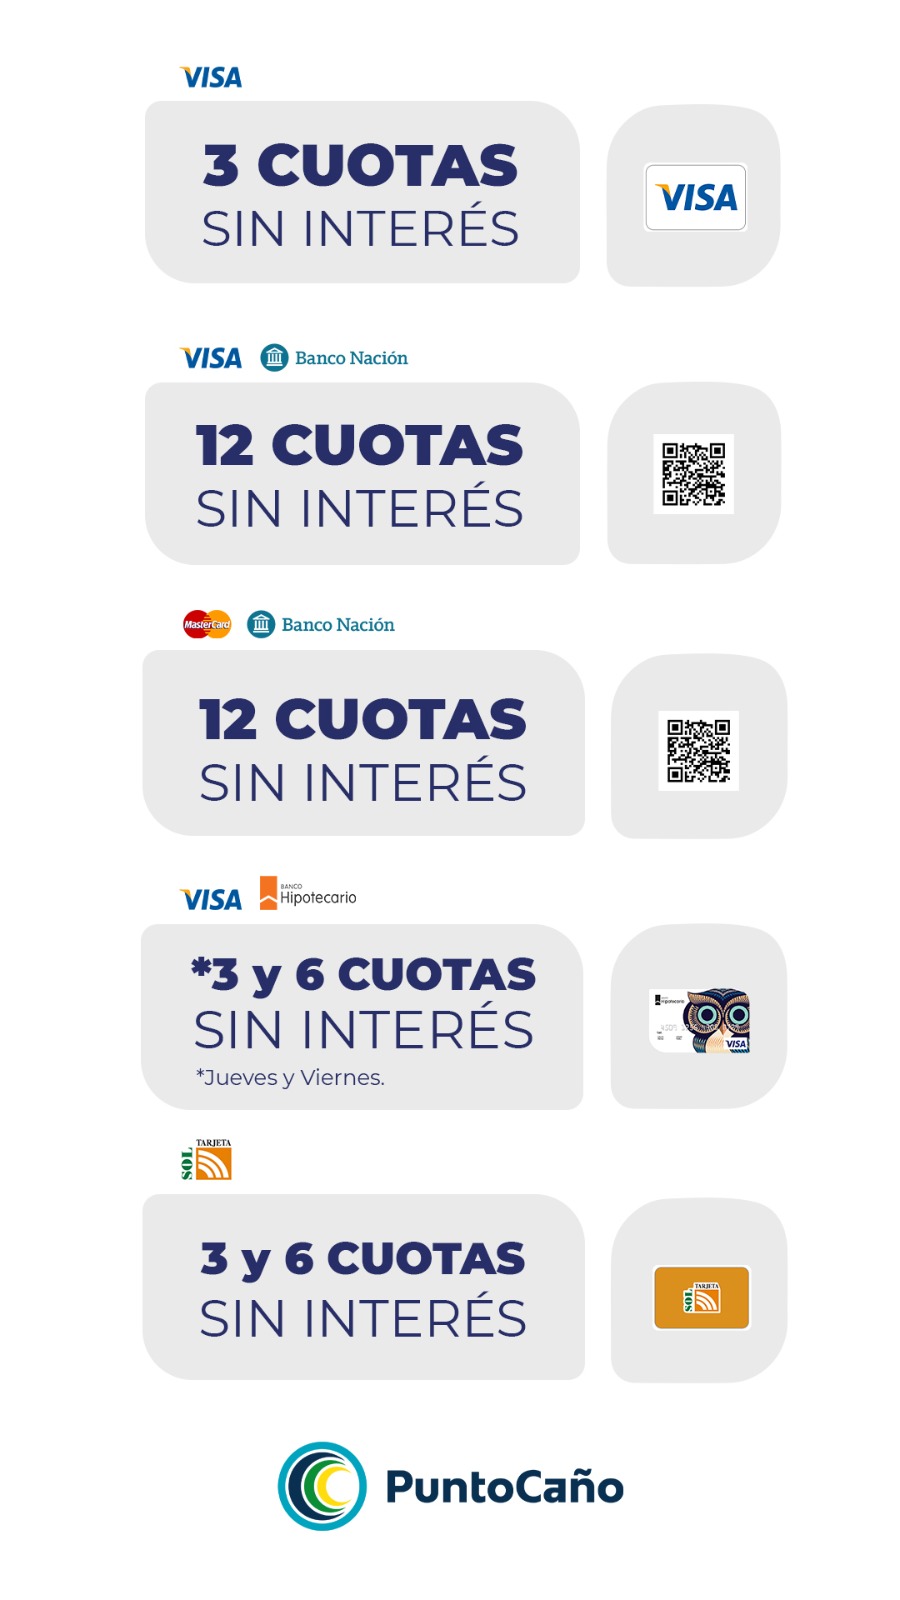 VISA
3 CUOTAS
SIN INTERÉS
VISA
VISA Banco Nación
12 CUOTAS
SIN INTERÉS
MasterCard Banco Nación
12 CUOTAS
SIN INTERÉS
VISA BANCO Hipotecario
*3 y 6 CUOTAS
SIN INTERÉS
*Jueves y Viernes.
Hipotecario
VISA
SOL TARJETA
3 y 6 CUOTAS
SIN INTERÉS
SOL TARJETA
PuntoCaño